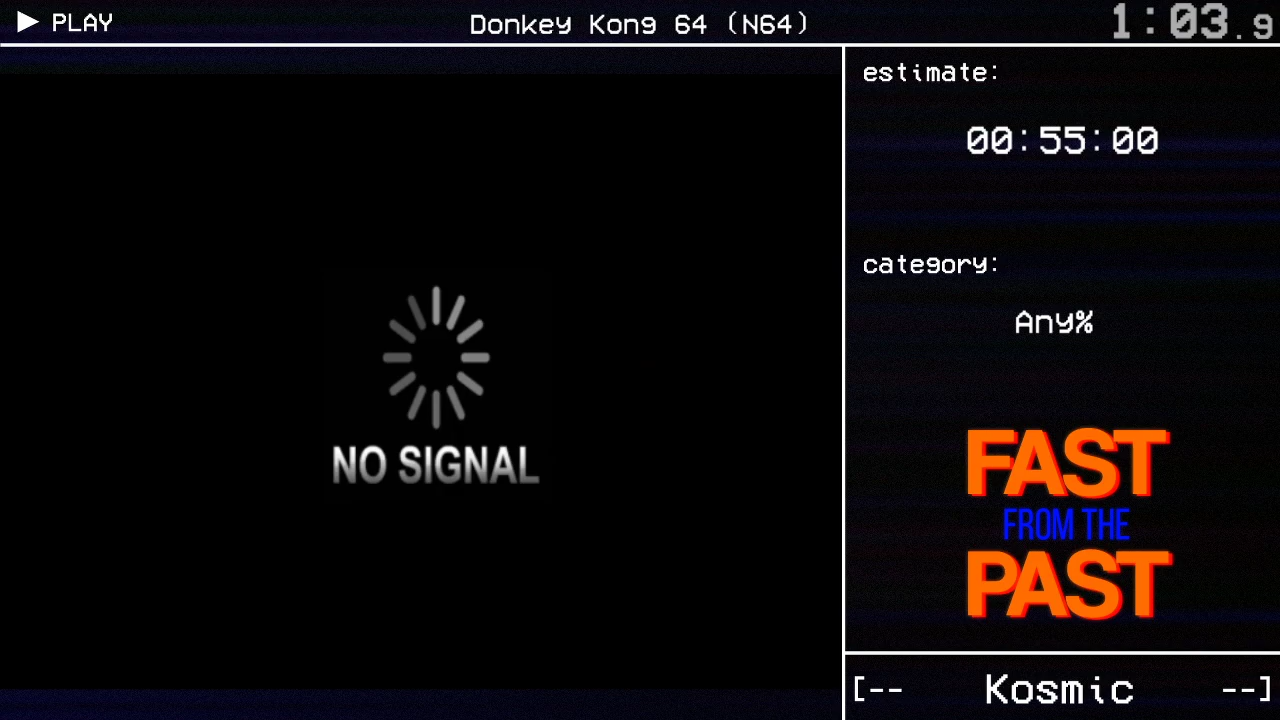 ▶ PLAY
Donkey Kong 64 (N64)
1:03.9
estimate:
00:55:00
category:
Any%
FAST
FROM THE
PAST
NO SIGNAL
[-- Kosmic --]